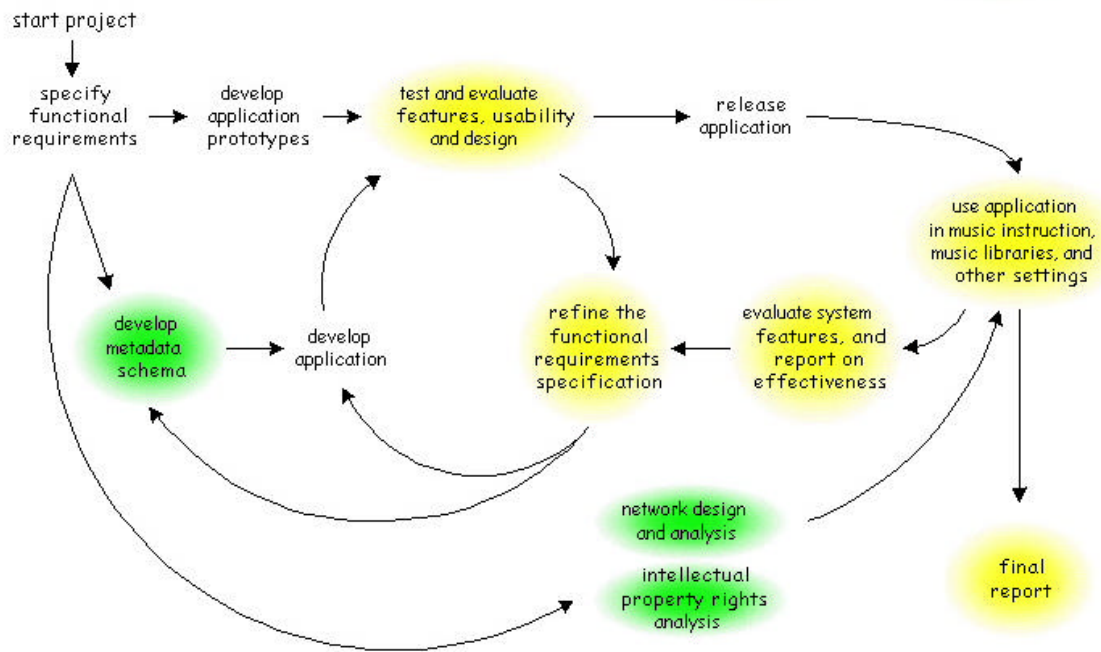 start project
specify
functional
requirements
develop
application
prototypes
test and evaluate
features, usability
and design
release
application
use application
in music instruction,
music libraries, and
other settings
develop
metadata
schema
develop
application
refine the
functional
requirements
specification
evaluate system
features, and
report on
effectiveness
network design
and analysis
intellectual
property rights
analysis
final
report